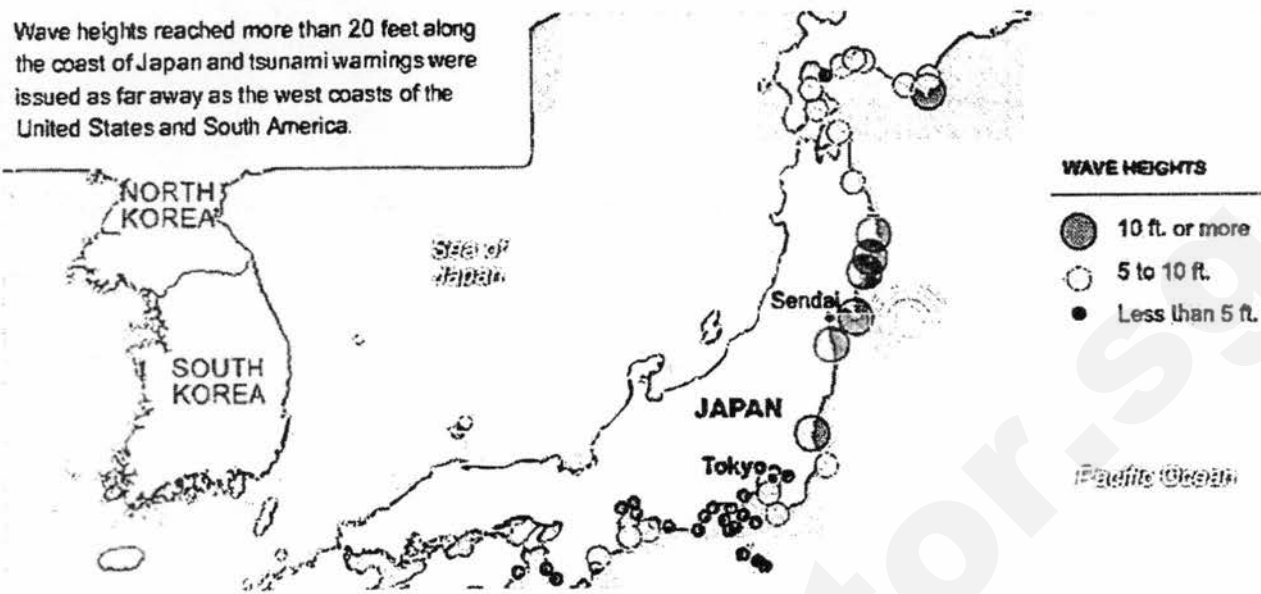 Wave heights reached more than 20 feet along
the coast of Japan and tsunami warnings were
issued as far away as the west coasts of the
United States and South America.
NORTH
KOREA
Sea of
Japan
SOUTH
KOREA
Sendai
JAPAN
Tokyo
Pacific Ocean
WAVE HEIGHTS
10 ft. or more
5 to 10 ft.
Less than 5 ft.
tor.sg